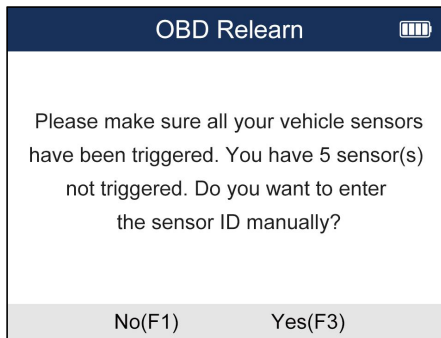 OBD Relearn
Please make sure all your vehicle sensors
have been triggered. You have 5 sensor(s)
not triggered. Do you want to enter
the sensor ID manually?
No(F1) Yes(F3)